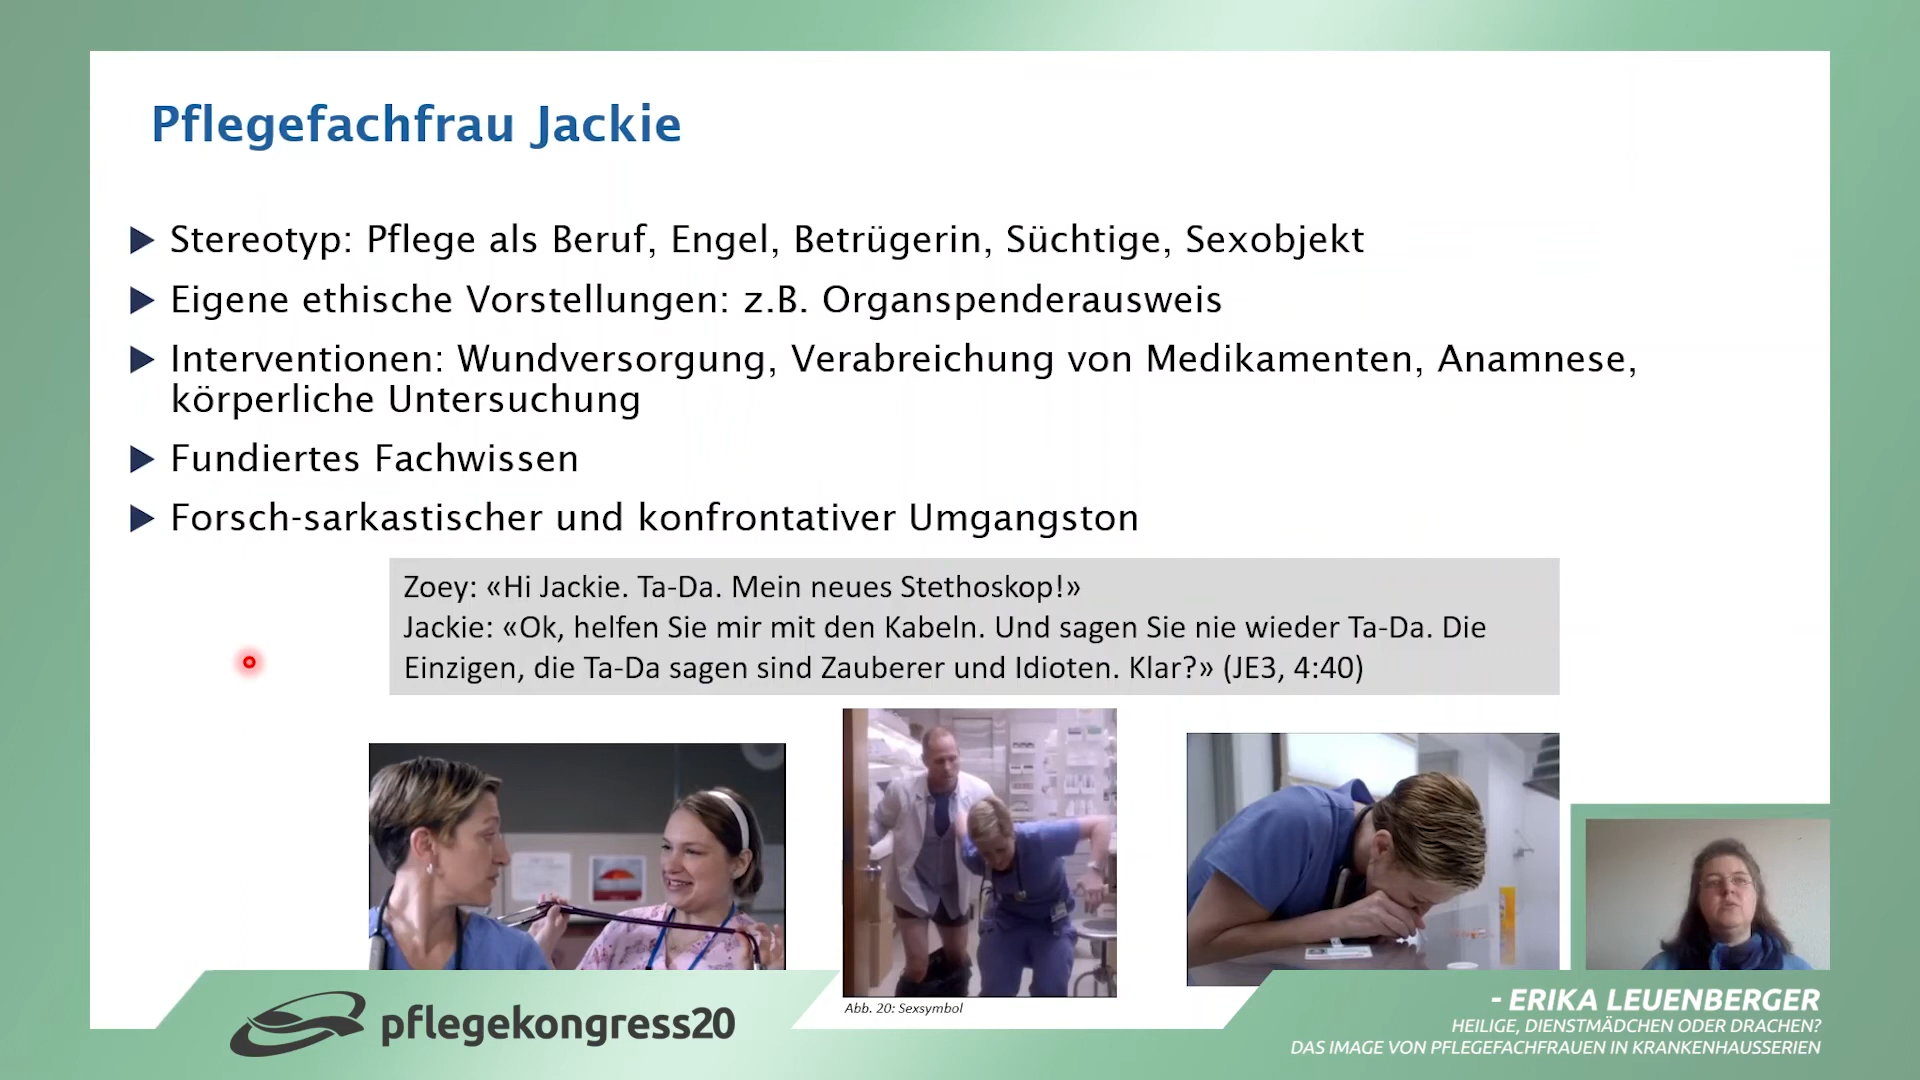 Pflegefachfrau Jackie
Stereotyp: Pflege als Beruf, Engel, Betrügerin, Süchtige, Sexobjekt
Eigene ethische Vorstellungen: z.B. Organspenderausweis
Interventionen: Wundversorgung, Verabreichung von Medikamenten, Anamnese,
körperliche Untersuchung
Fundiertes Fachwissen
Forsch-sarkastischer und konfrontativer Umgangston
Zoey: «Hi Jackie. Ta-Da. Mein neues Stethoskop!»
Jackie: «Ok, helfen Sie mir mit den Kabeln. Und sagen Sie nie wieder Ta-Da. Die
Einzigen, die Ta-Da sagen sind Zauberer und Idioten. Klar?» (JE3, 4:40)
Abb. 20: Sexsymbol
pflegekongress20
- ERIKA LEUENBERGER
HEILIGE, DIENSTMÄDCHEN ODER DRACHEN?
DAS IMAGE VON PFLEGEFACHFRAUEN IN KRANKENHAUSSERIEN